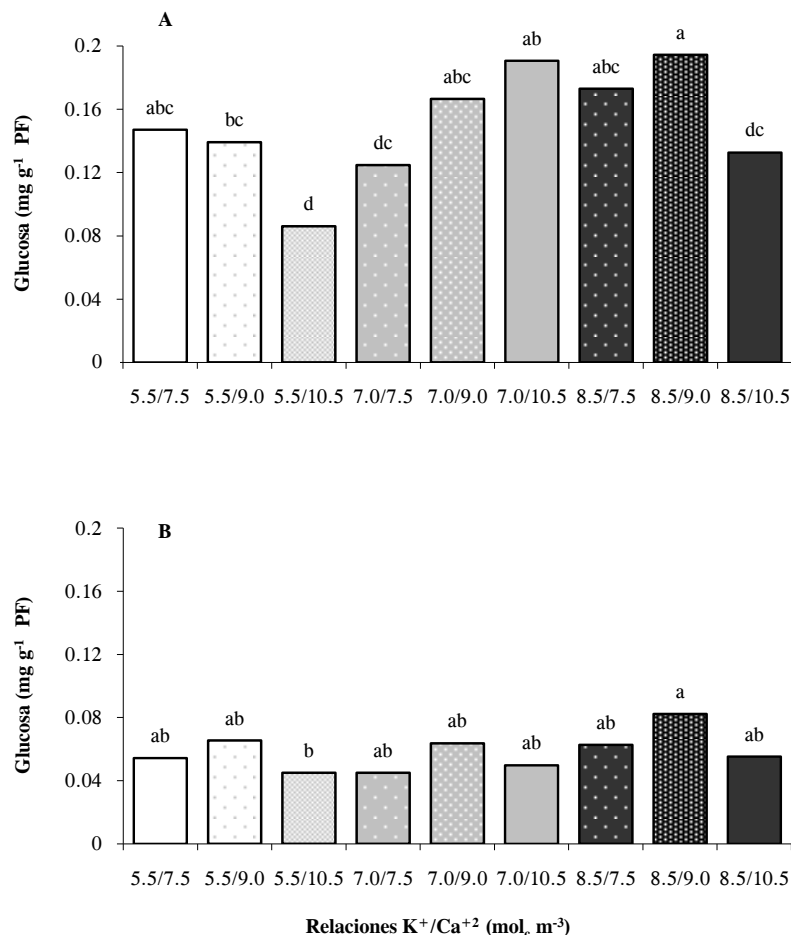 A
0.2
0.16
0.12
0.08
0.04
0
Glucosa (mg g⁻¹ PF)
abc
bc
d
dc
abc
ab
abc
a
dc
5.5/7.5 5.5/9.0 5.5/10.5 7.0/7.5 7.0/9.0 7.0/10.5 8.5/7.5 8.5/9.0 8.5/10.5
B
0.2
0.16
0.12
0.08
0.04
0
Glucosa (mg g⁻¹ PF)
ab
ab
b
ab
ab
ab
ab
a
ab
5.5/7.5 5.5/9.0 5.5/10.5 7.0/7.5 7.0/9.0 7.0/10.5 8.5/7.5 8.5/9.0 8.5/10.5
Relaciones K⁺/Ca⁺² (mol꜀ m⁻³)